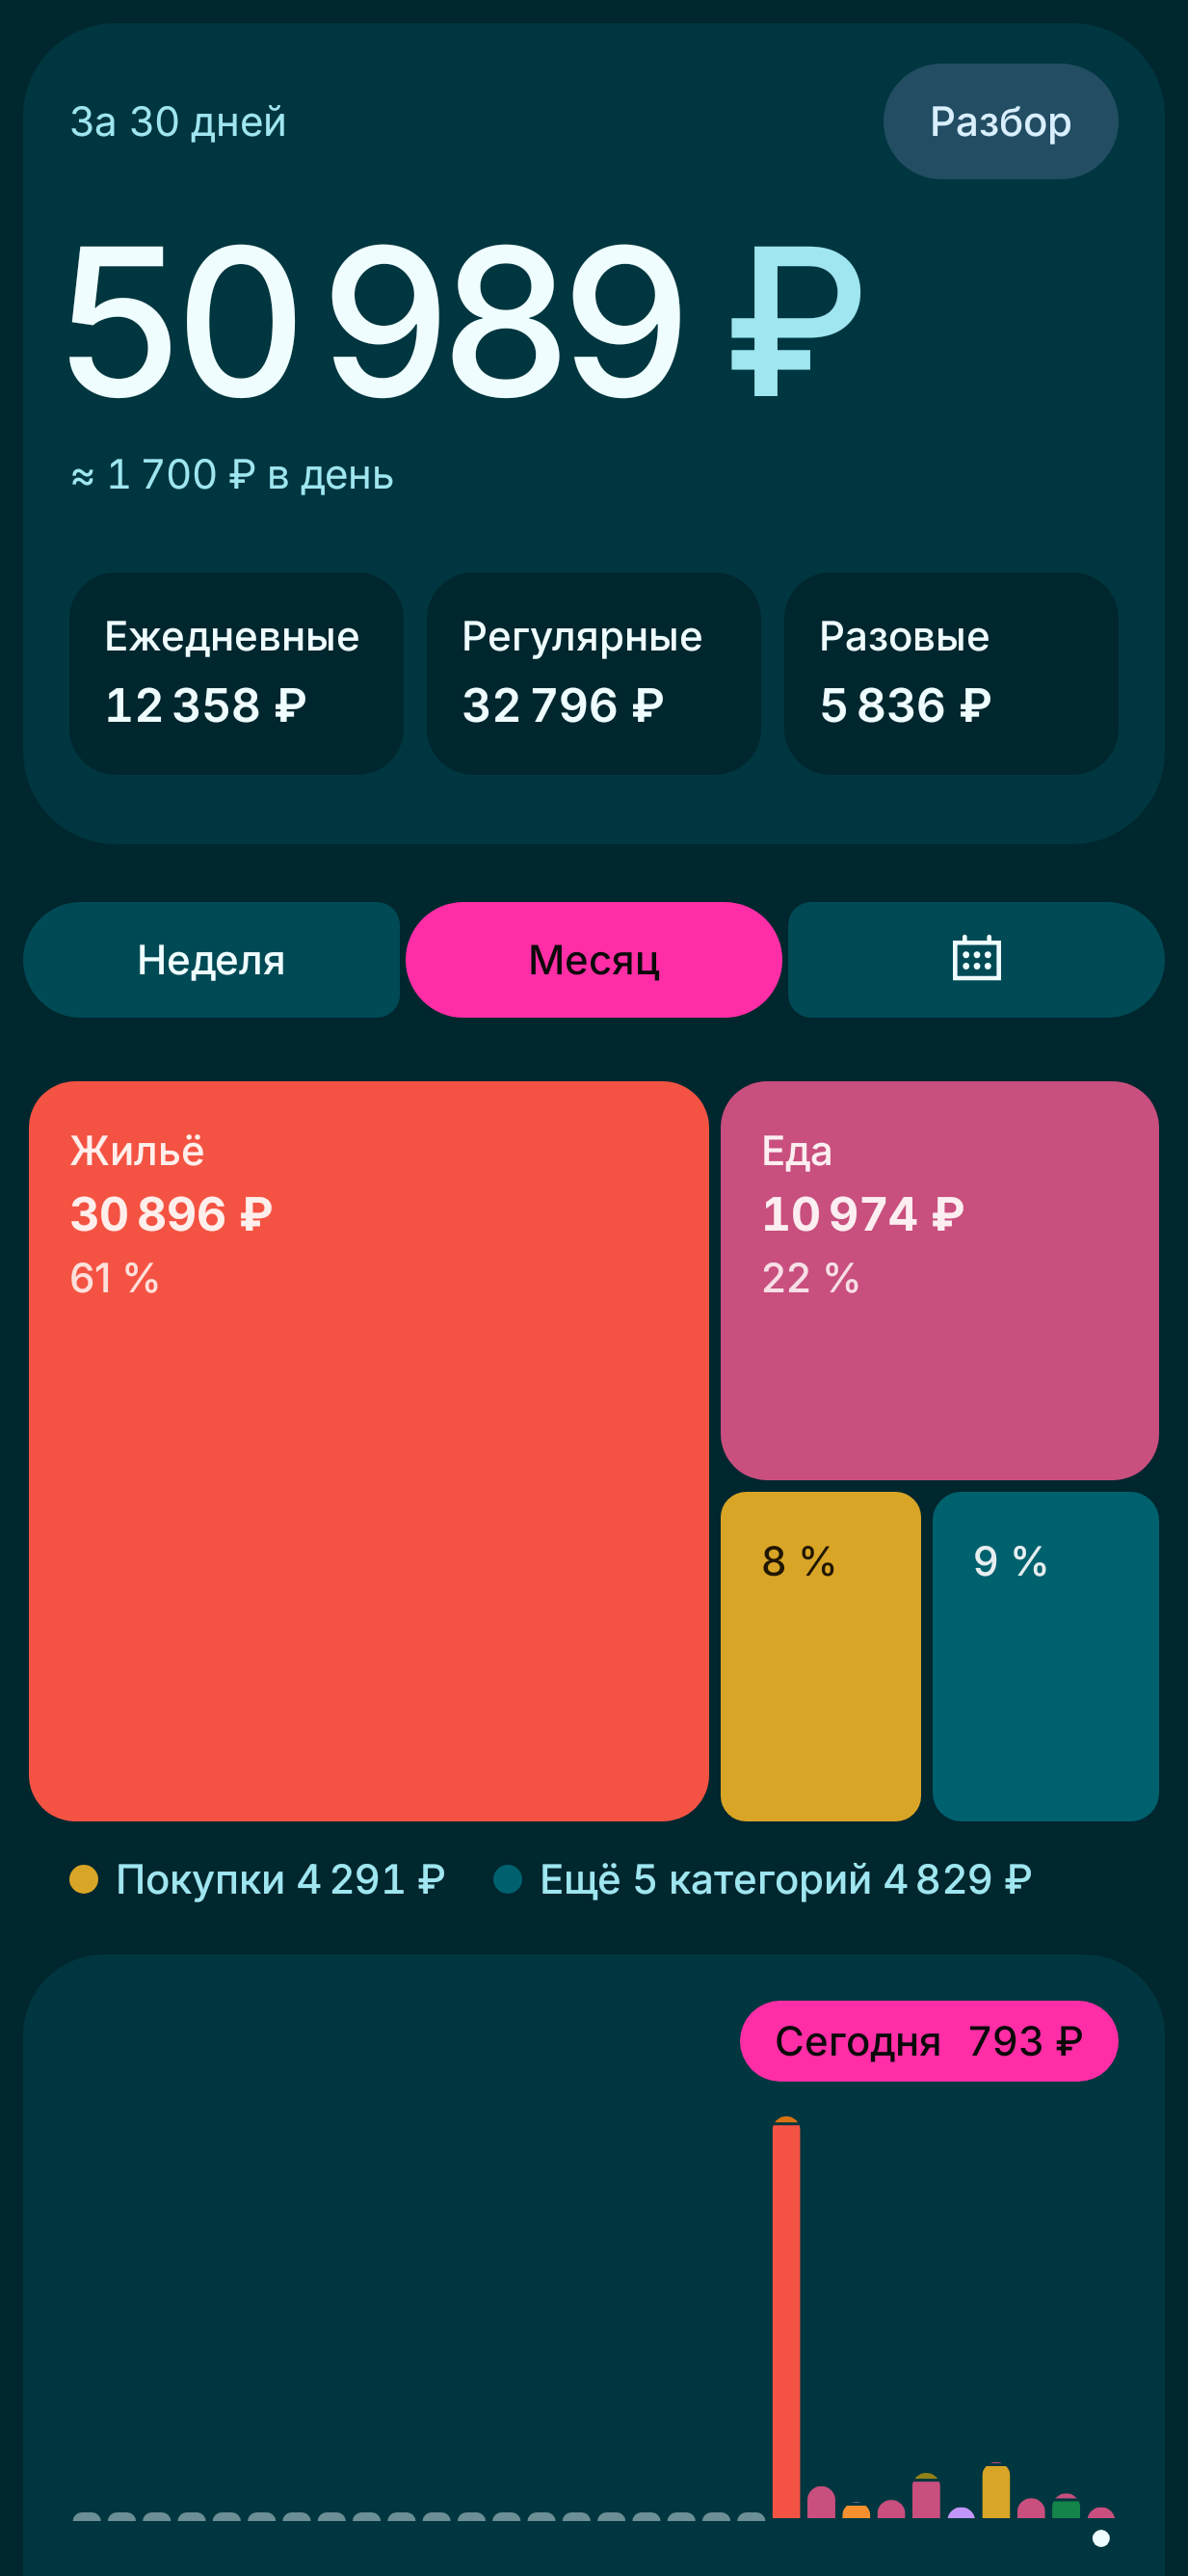 За 30 дней
Разбор
50 989 ₽
≈ 1 700 ₽ в день
Ежедневные
12 358 ₽
Регулярные
32 796 ₽
Разовые
5 836 ₽
Неделя
Месяц
Жильё
30 896 ₽
61 %
Еда
10 974 ₽
22 %
8 %
9 %
Покупки 4 291 ₽
Ещё 5 категорий 4 829 ₽
Сегодня 793 ₽